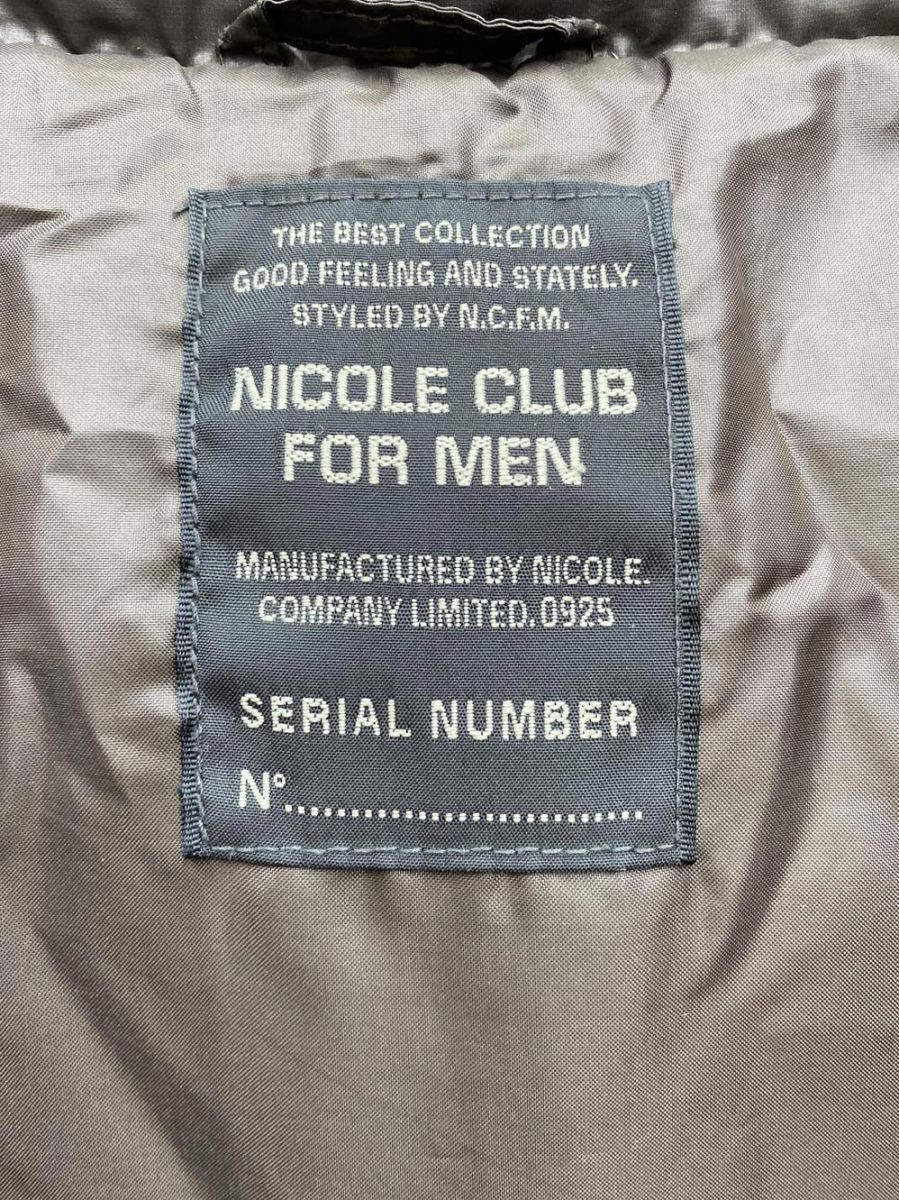 THE BEST COLLECTION
GOOD FEELING AND STATELY.
STYLED BY N.C.F.M.
NICOLE CLUB
FOR MEN
MANUFACTURED BY NICOLE.
COMPANY LIMITED.0925
SERIAL NUMBER
N°..............................